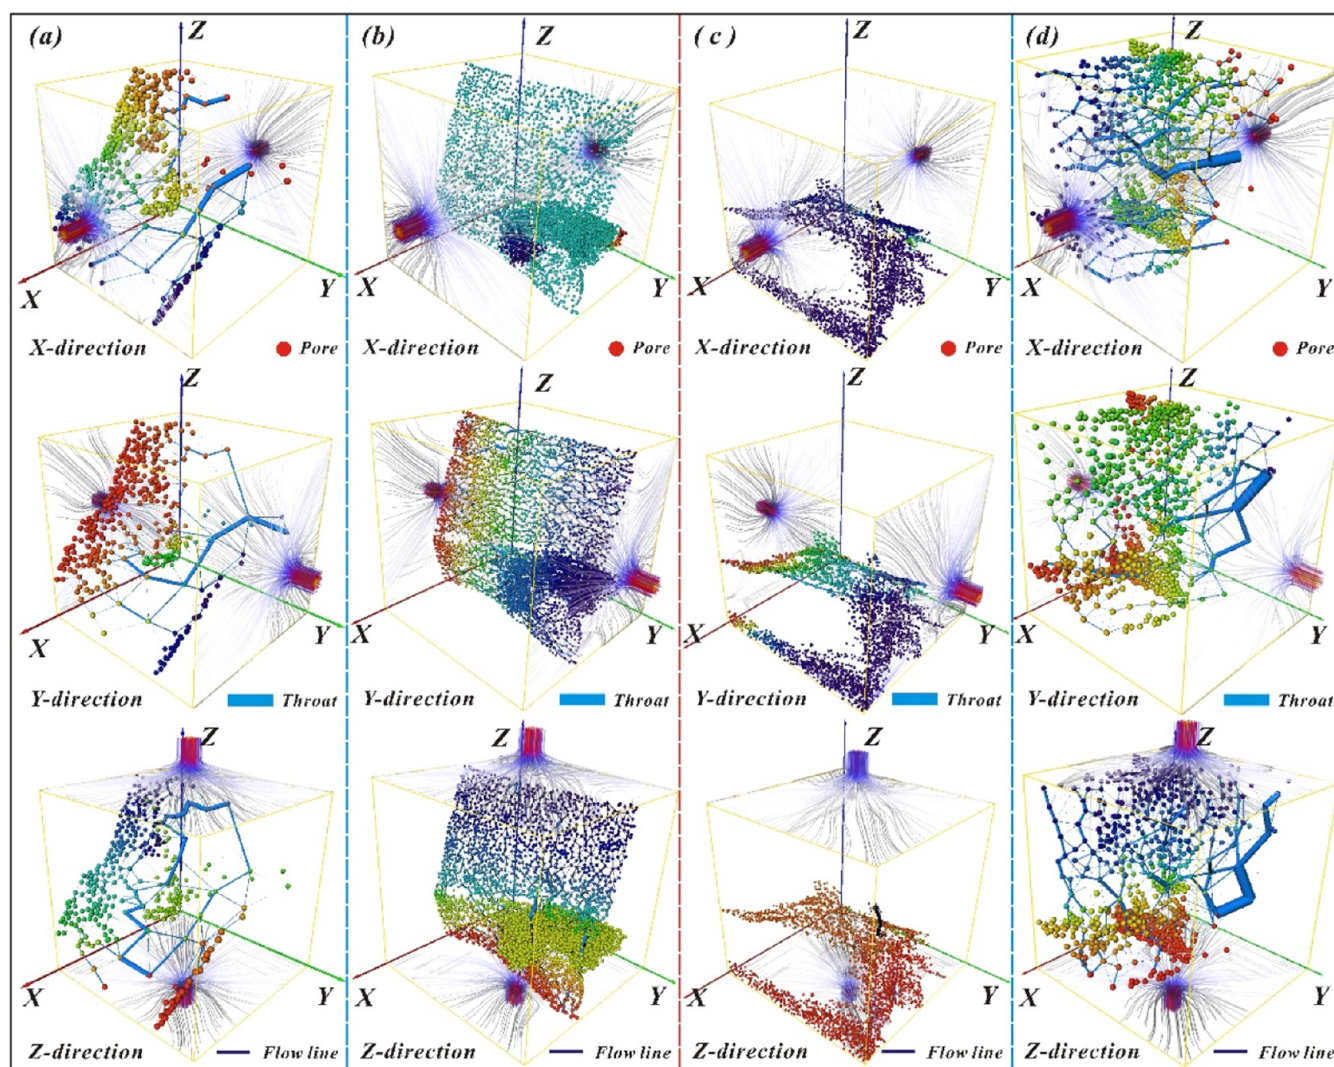 (a)
Z
X
Y
X-direction
Pore
(b)
Z
X
Y
X-direction
Pore
(c)
Z
X
Y
X-direction
Pore
(d)
Z
X
Y
X-direction
Pore
Z
X
Y
Y-direction
Throat
Z
X
Y
Y-direction
Throat
Z
X
Y
Y-direction
Throat
Z
X
Y
Y-direction
Throat
Z
X
Y
Z-direction
Flow line
Z
X
Y
Z-direction
Flow line
Z
X
Y
Z-direction
Flow line
Z
X
Y
Z-direction
Flow line